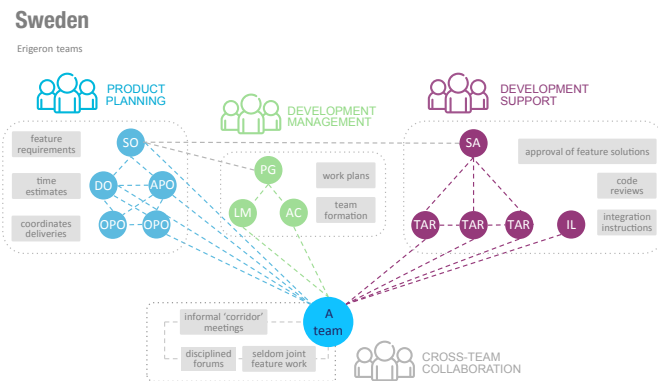 Sweden
Erigeron teams
PRODUCT
PLANNING
DEVELOPMENT
MANAGEMENT
DEVELOPMENT
SUPPORT
feature
requirements
time
estimates
coordinates
deliveries
SO
DO
APO
OPO
OPO
PG
LM
AC
work plans
team
formation
SA
TAR
TAR
TAR
IL
approval of feature solutions
code
reviews
integration
instructions
A
team
informal ‘corridor’
meetings
disciplined
forums
seldom joint
feature work
CROSS-TEAM
COLLABORATION